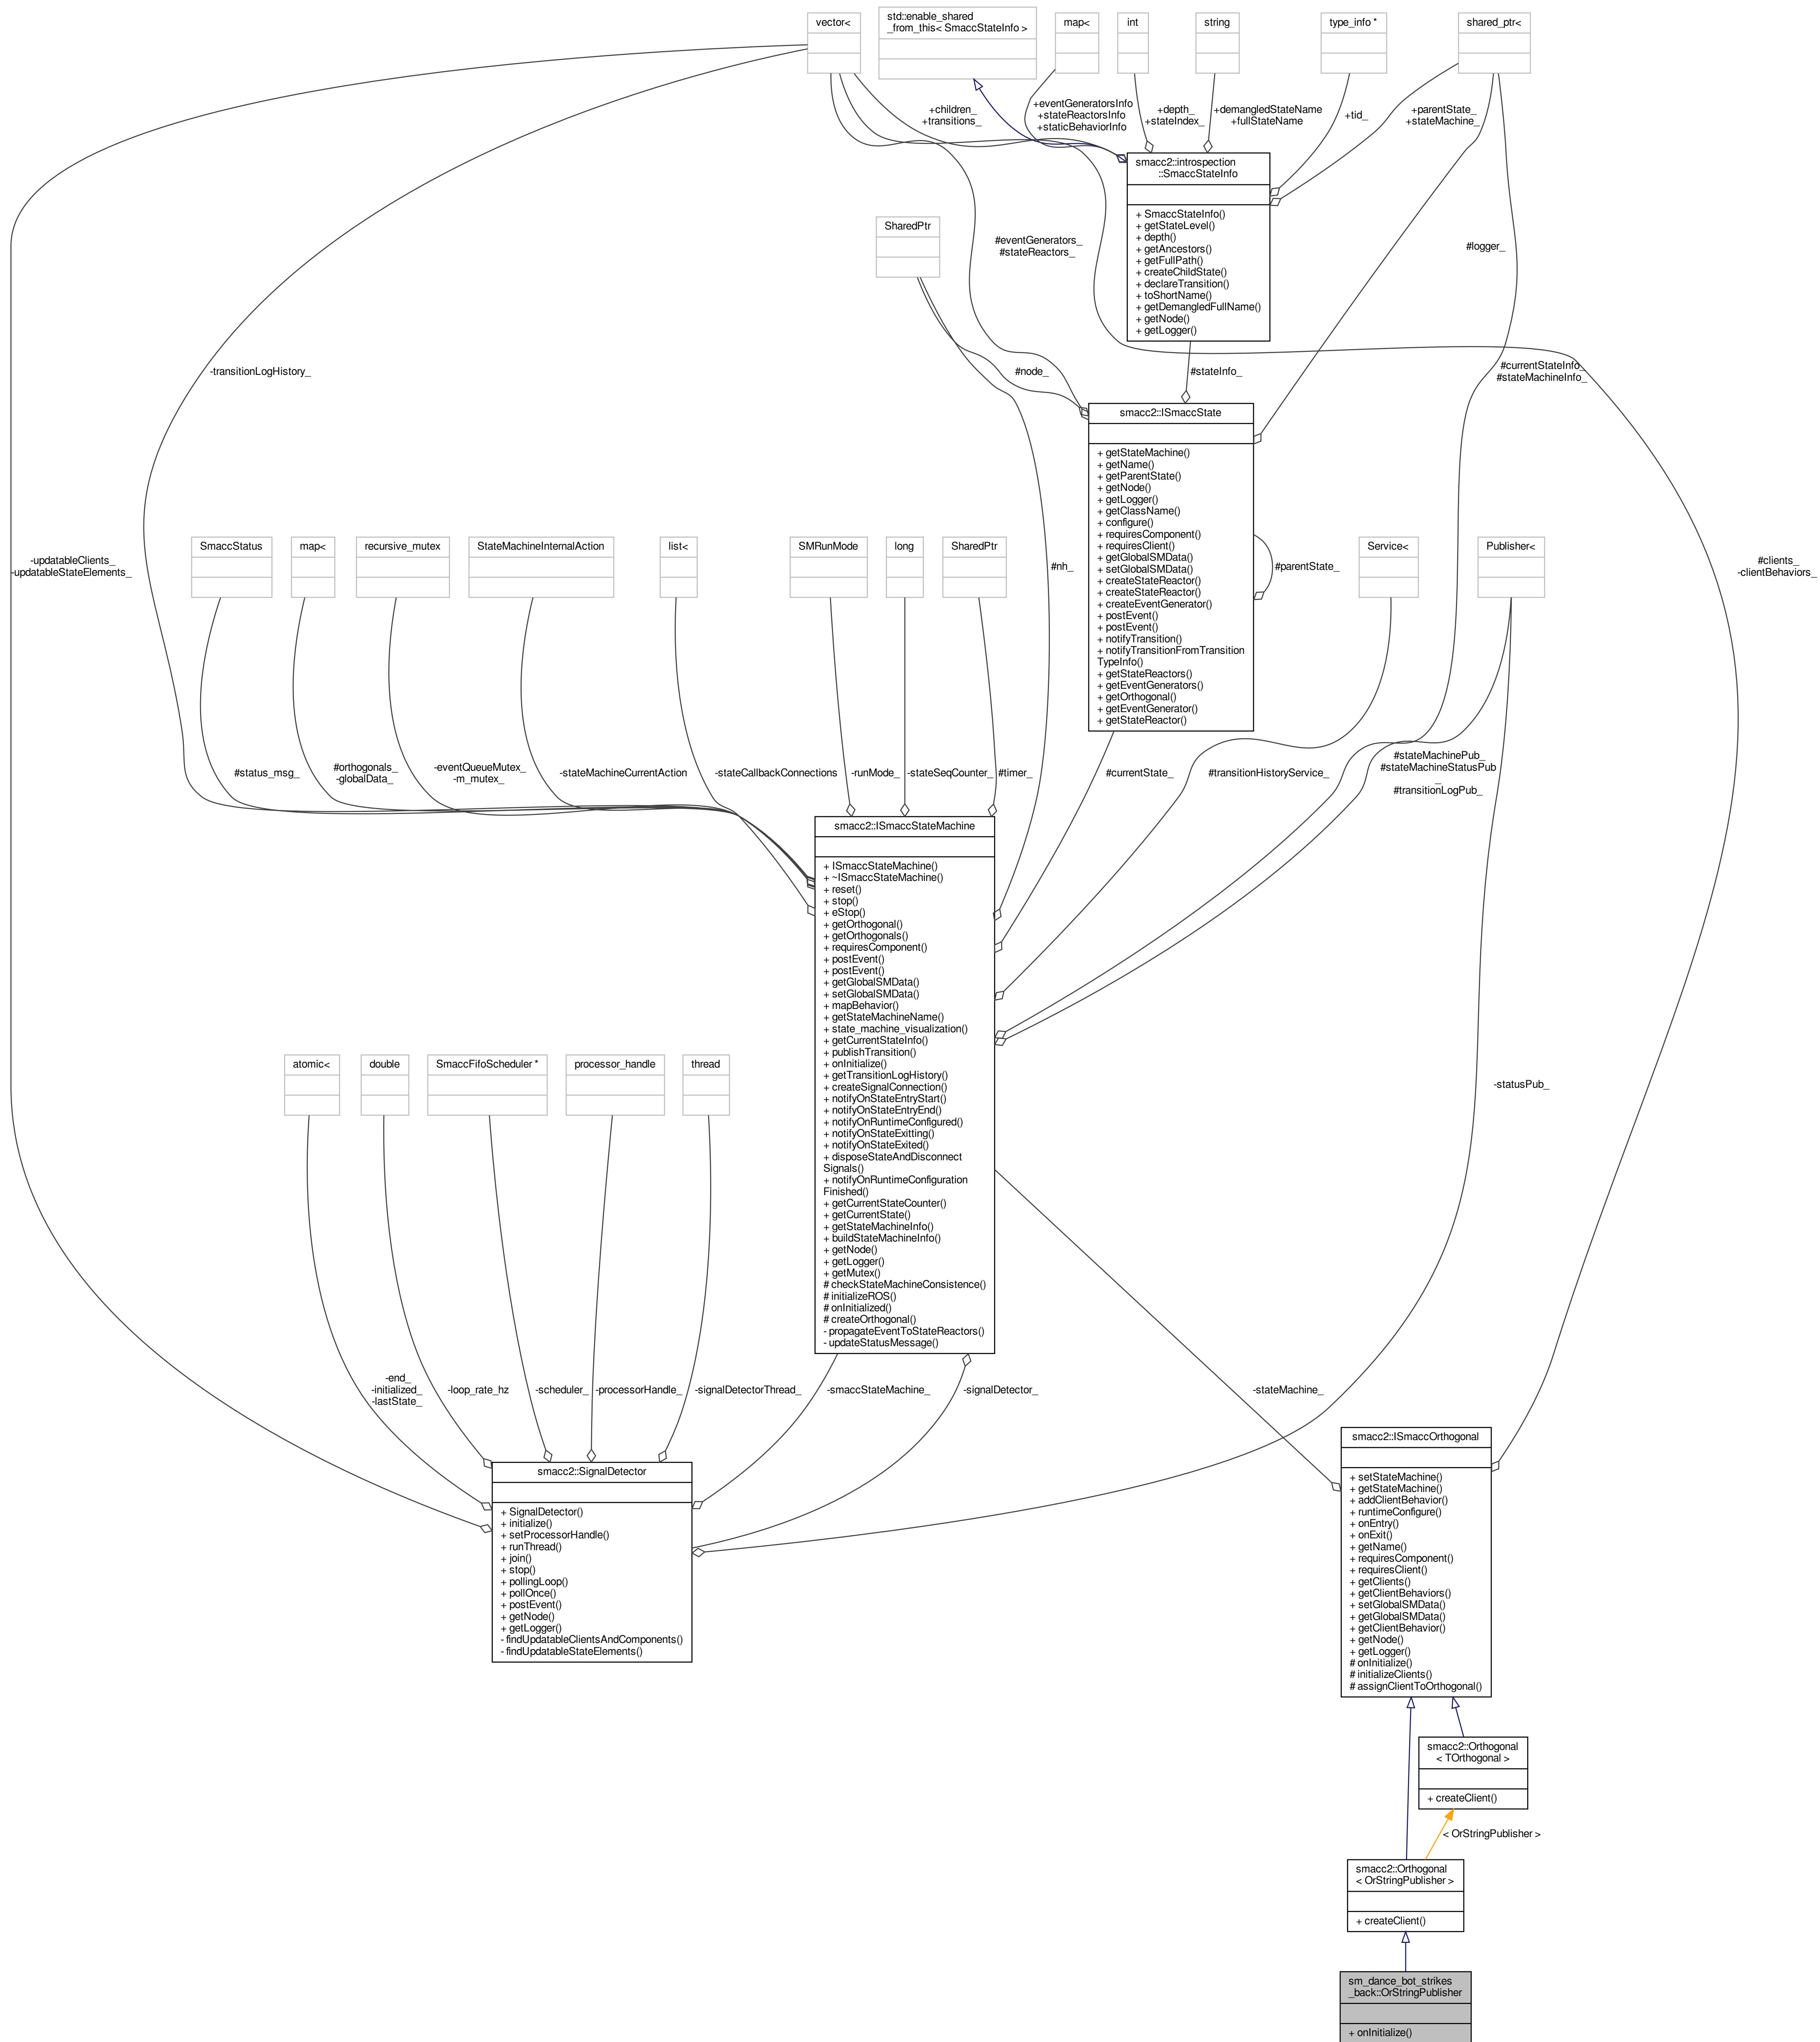 vector<
std::enable_shared
_from_this< SmaccStateInfo >
map<
int
string
type_info *
shared_ptr<
+children_
+transitions_
+eventGeneratorsInfo
+stateReactorsInfo
+staticBehaviorInfo
+depth_
+stateIndex_
+demangledStateName
+fullStateName
+tid_
+parentState_
+stateMachine_
smacc2::introspection
::SmaccStateInfo
+ SmaccStateInfo()
+ getStateLevel()
+ depth()
+ getAncestors()
+ getFullPath()
+ createChildState()
+ declareTransition()
+ toShortName()
+ getDemangledFullName()
+ getNode()
+ getLogger()
SharedPtr
#eventGenerators_
#stateReactors_
#logger_
-transitionLogHistory_
#node_
#stateInfo_
#currentStateInfo_
#stateMachineInfo_
smacc2::ISmaccState
+ getStateMachine()
+ getName()
+ getParentState()
+ getNode()
+ getLogger()
+ getClassName()
+ configure()
+ requiresComponent()
+ requiresClient()
+ getGlobalSMData()
+ setGlobalSMData()
+ createStateReactor()
+ createStateReactor()
+ createEventGenerator()
+ postEvent()
+ postEvent()
+ notifyTransition()
+ notifyTransitionFromTransition
TypeInfo()
+ getStateReactors()
+ getEventGenerators()
+ getOrthogonal()
+ getEventGenerator()
+ getStateReactor()
-updatableClients_
-updatableStateElements_
SmaccStatus
map<
recursive_mutex
StateMachineInternalAction
list<
SMRunMode
long
SharedPtr
#nh_
#parentState_
Service<
Publisher<
#clients_
-clientBehaviors_
#status_msg_
#orthogonals_
-globalData_
-eventQueueMutex_
-m_mutex_
-stateMachineCurrentAction
-stateCallbackConnections
-runMode_
-stateSeqCounter_
#timer_
#currentState_
#transitionHistoryService_
#stateMachinePub_
#stateMachineStatusPub
_
#transitionLogPub_
smacc2::ISmaccStateMachine
+ ISmaccStateMachine()
+ ~ISmaccStateMachine()
+ reset()
+ stop()
+ eStop()
+ getOrthogonal()
+ getOrthogonals()
+ requiresComponent()
+ postEvent()
+ postEvent()
+ getGlobalSMData()
+ setGlobalSMData()
+ mapBehavior()
+ getStateMachineName()
+ state_machine_visualization()
+ getCurrentStateInfo()
+ publishTransition()
+ onInitialize()
+ getTransitionLogHistory()
+ createSignalConnection()
+ notifyOnStateEntryStart()
+ notifyOnStateEntryEnd()
+ notifyOnRuntimeConfigured()
+ notifyOnStateExitting()
+ notifyOnStateExited()
+ disposeStateAndDisconnect
Signals()
+ notifyOnRuntimeConfiguration
Finished()
+ getCurrentStateCounter()
+ getCurrentState()
+ getStateMachineInfo()
+ buildStateMachineInfo()
+ getNode()
+ getLogger()
+ getMutex()
# checkStateMachineConsistence()
# initializeROS()
# onInitialized()
# createOrthogonal()
- propagateEventToStateReactors()
- updateStatusMessage()
atomic<
double
SmaccFifoScheduler *
processor_handle
thread
-statusPub_
-end_
-initialized_
-lastState_
-loop_rate_hz
-scheduler_
-processorHandle_
-signalDetectorThread_
-smaccStateMachine_
-signalDetector_
-stateMachine_
smacc2::SignalDetector
+ SignalDetector()
+ initialize()
+ setProcessorHandle()
+ runThread()
+ join()
+ stop()
+ pollingLoop()
+ pollOnce()
+ postEvent()
+ getNode()
+ getLogger()
- findUpdatableClientsAndComponents()
- findUpdatableStateElements()
smacc2::ISmaccOrthogonal
+ setStateMachine()
+ getStateMachine()
+ addClientBehavior()
+ runtimeConfigure()
+ onEntry()
+ onExit()
+ getName()
+ requiresComponent()
+ requiresClient()
+ getClients()
+ getClientBehaviors()
+ setGlobalSMData()
+ getGlobalSMData()
+ getClientBehavior()
+ getNode()
+ getLogger()
# onInitialize()
# initializeClients()
# assignClientToOrthogonal()
smacc2::Orthogonal
< TOrthogonal >
+ createClient()
< OrStringPublisher >
smacc2::Orthogonal
< OrStringPublisher >
+ createClient()
sm_dance_bot_strikes
_back::OrStringPublisher
+ onInitialize()